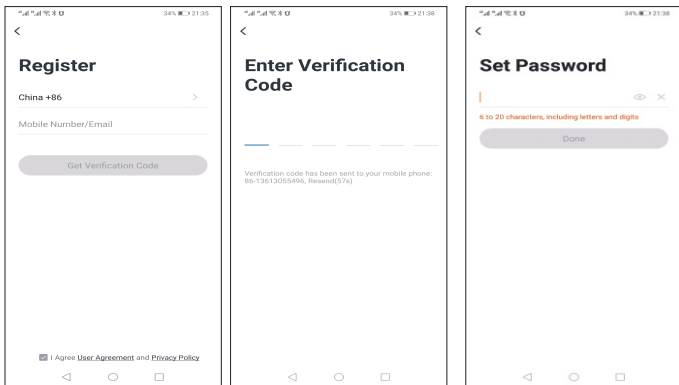 34% 21:35
Register
China +86
Mobile Number/Email
Get Verification Code
I Agree User Agreement and Privacy Policy
34% 21:38
Enter Verification
Code
Verification code has been sent to your mobile phone:
86-13613055496, Resend(57s)
34% 21:38
Set Password
6 to 20 characters, including letters and digits
Done